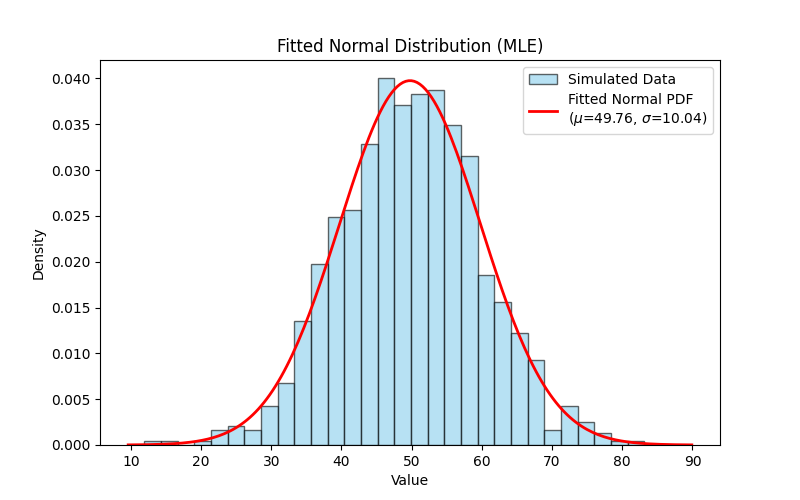 Fitted Normal Distribution (MLE)
Simulated Data
Fitted Normal PDF
(μ=49.76, σ=10.04)
Density
0.040
0.035
0.030
0.025
0.020
0.015
0.010
0.005
0.000
10 20 30 40 50 60 70 80 90
Value